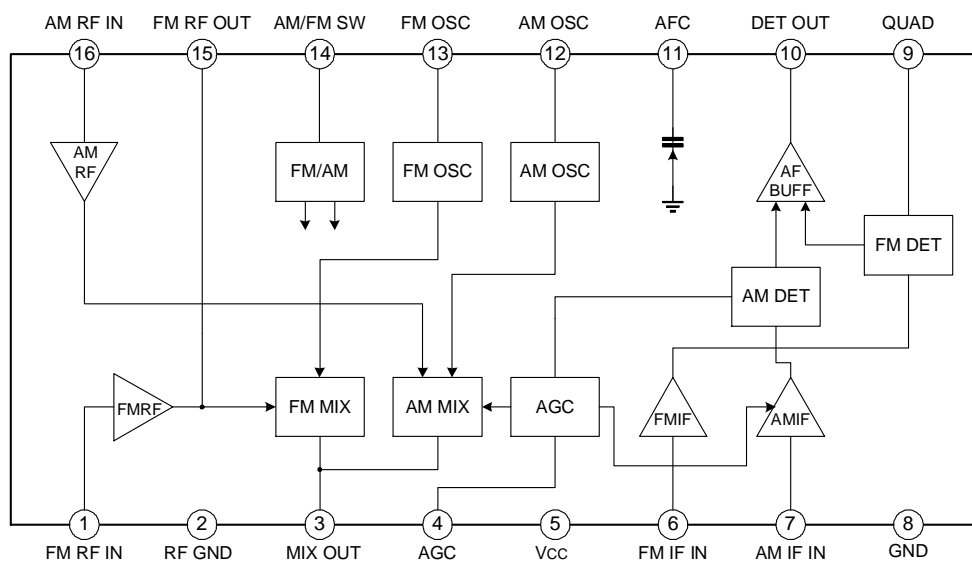 AM RF IN FM RF OUT AM/FM SW FM OSC AM OSC AFC DET OUT QUAD
16 15 14 13 12 11 10 9
AM
RF
FM/AM
FM OSC
AM OSC
AF
BUFF
FM DET
AM DET
FMRF
FM MIX
AM MIX
AGC
FMIF
AMIF
1 2 3 4 5 6 7 8
FM RF IN RF GND MIX OUT AGC Vcc FM IF IN AM IF IN GND